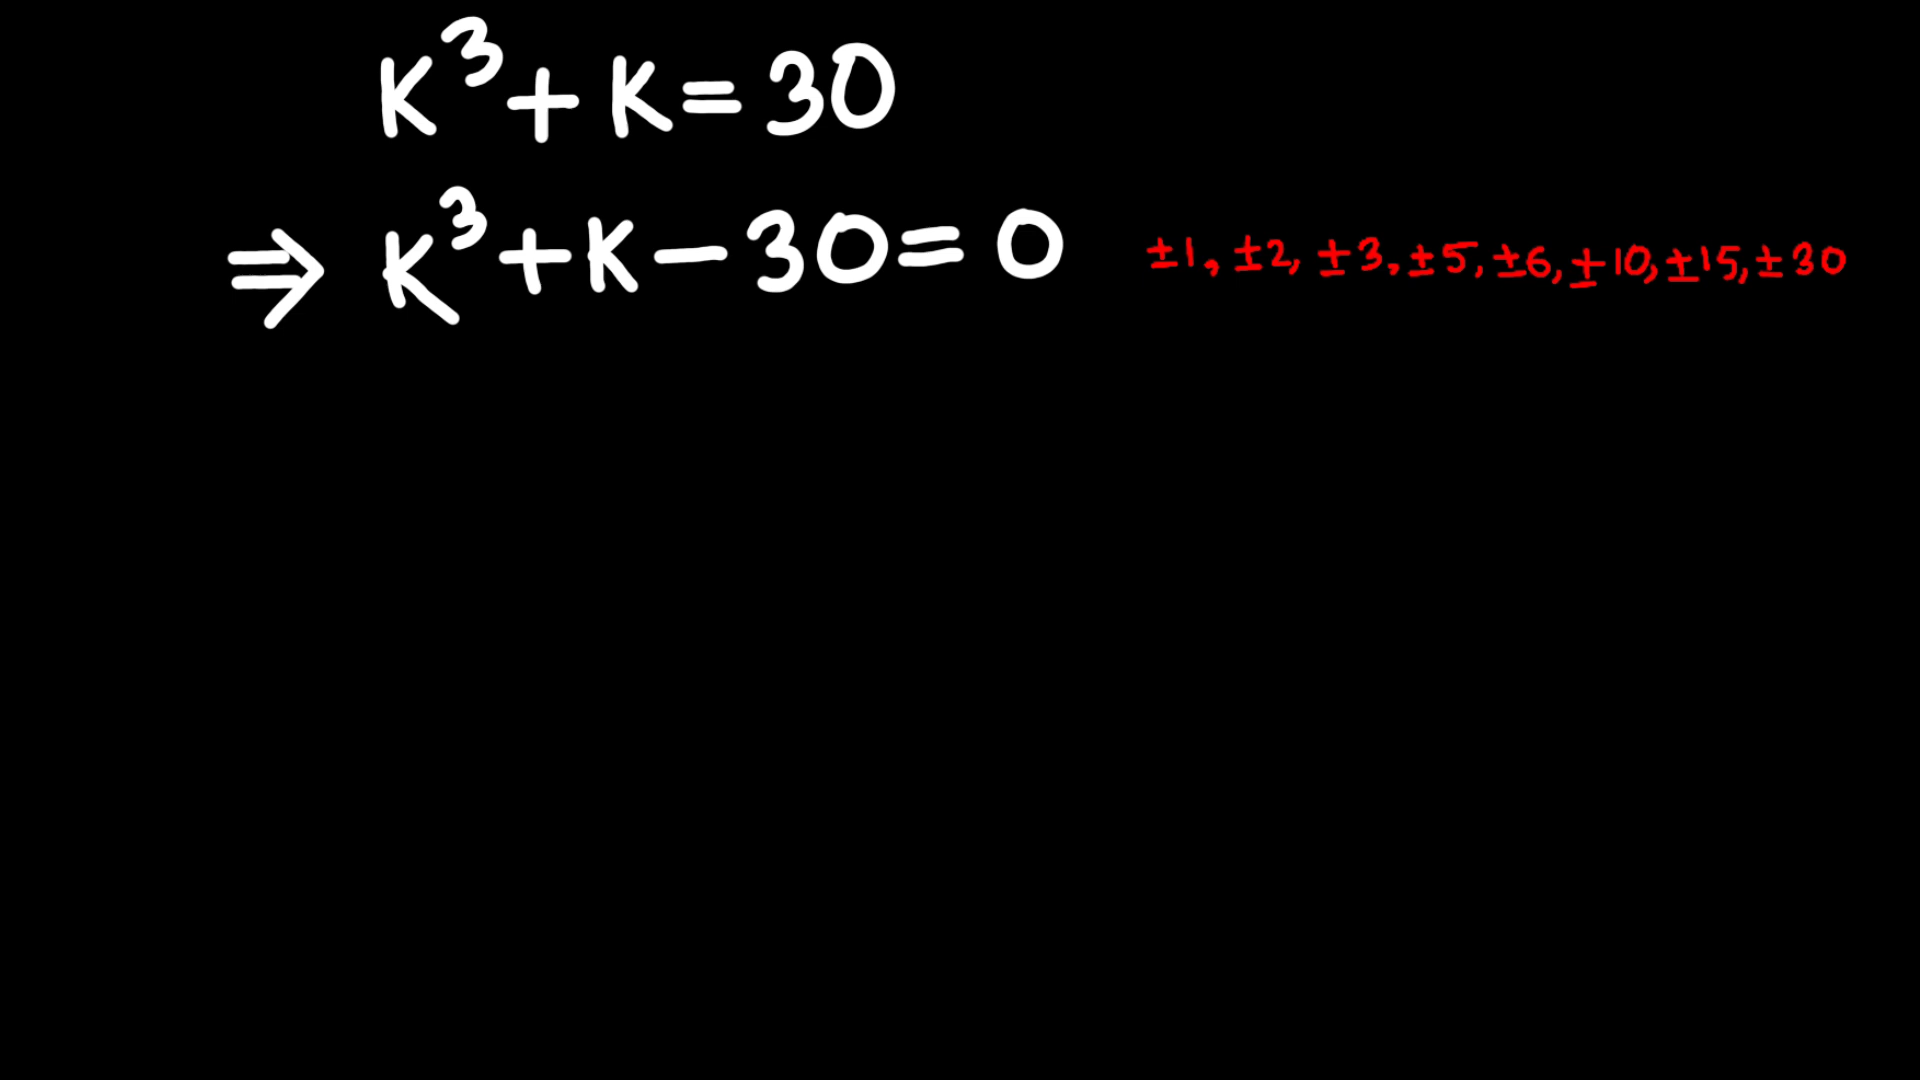 K³+K=30
⇒ K³+K-30=0 ±1, ±2, ±3, ±5, ±6, ±10, ±15, ±30